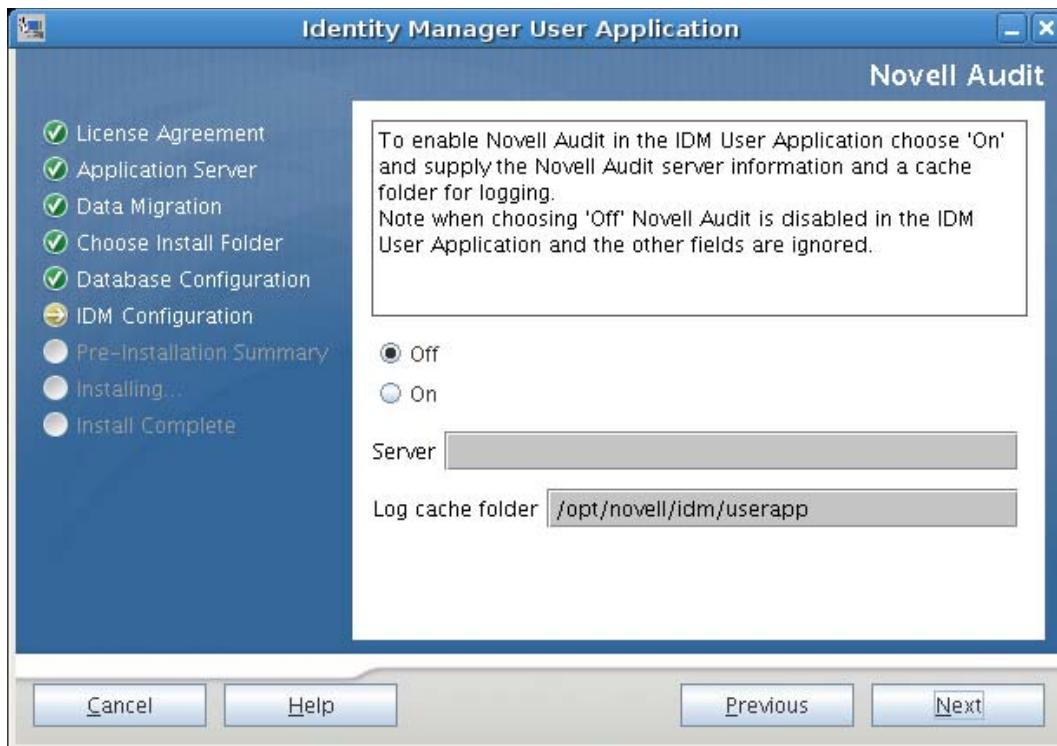 Identity Manager User Application
Novell Audit
License Agreement
Application Server
Data Migration
Choose Install Folder
Database Configuration
IDM Configuration
Pre-Installation Summary
Installing...
Install Complete
To enable Novell Audit in the IDM User Application choose 'On'
and supply the Novell Audit server information and a cache
folder for logging.
Note when choosing 'Off' Novell Audit is disabled in the IDM
User Application and the other fields are ignored.
Off
On
Server
Log cache folder /opt/novell/idm/userapp
Cancel Help Previous Next